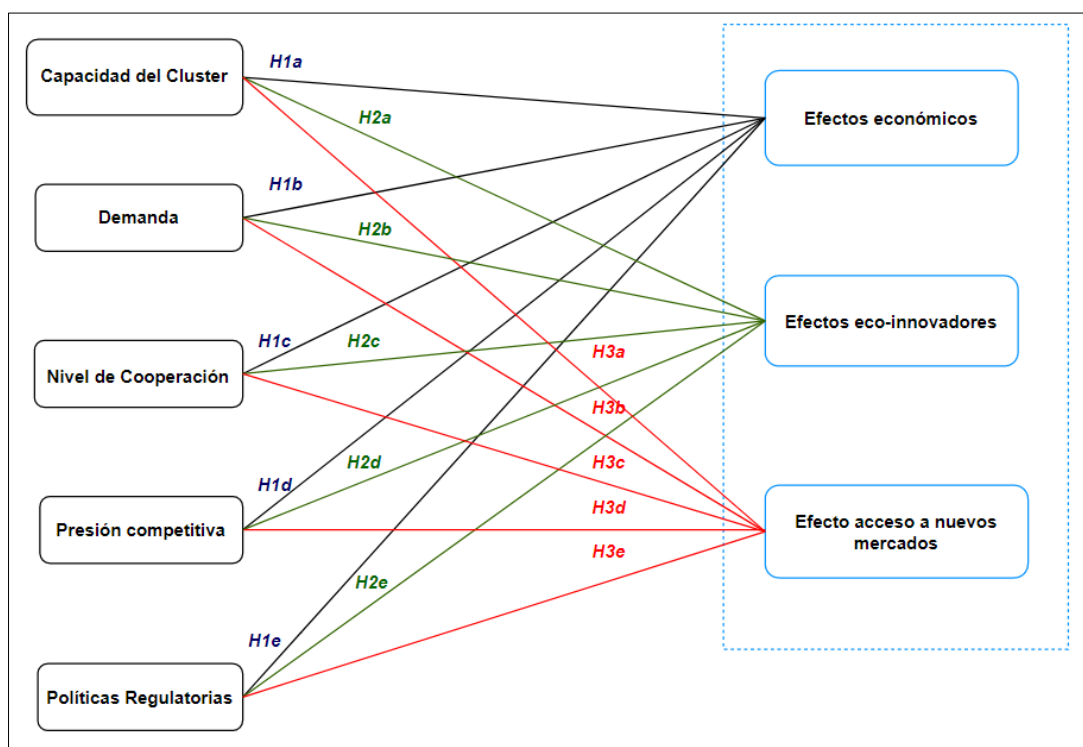 Capacidad del Cluster
Demanda
Nivel de Cooperación
Presión competitiva
Políticas Regulatorias
H1a
H2a
H1b
H2b
H1c
H2c
H3a
H3b
H2d
H3c
H1d
H3d
H3e
H2e
H1e
Efectos económicos
Efectos eco-innovadores
Efecto acceso a nuevos
mercados